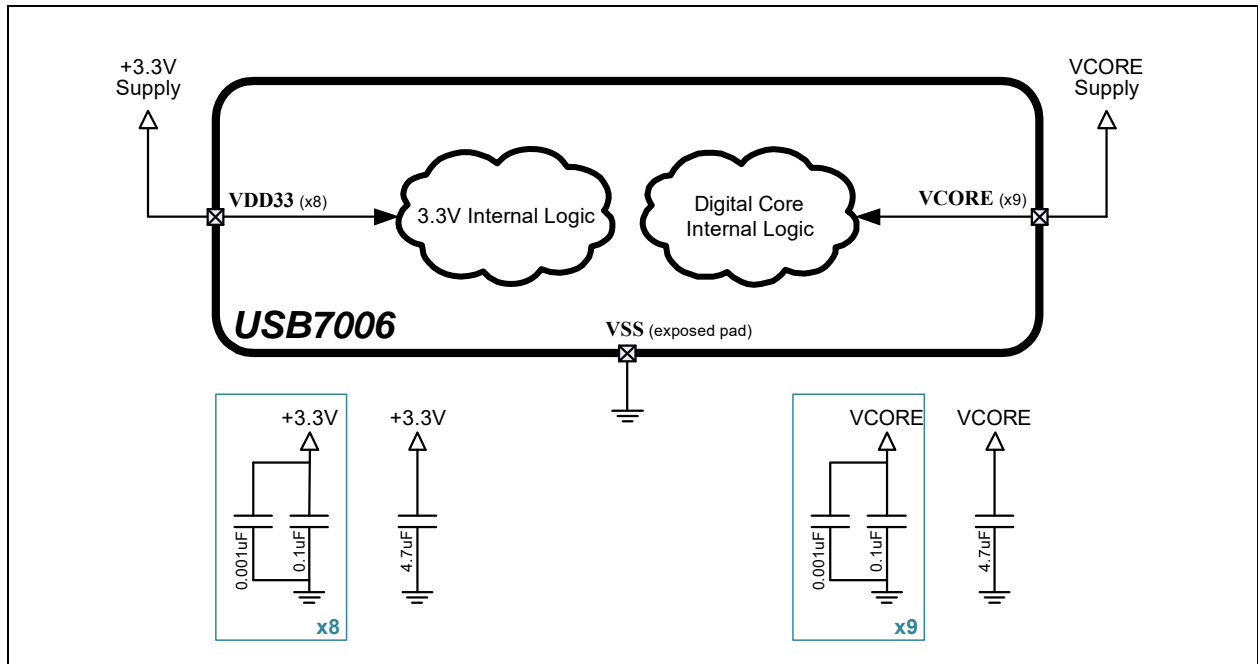 +3.3V
Supply
VCORE
Supply
VDD33 (x8)
3.3V Internal Logic
Digital Core
Internal Logic
VCORE (x9)
USB7006
VSS (exposed pad)
+3.3V
0.001uF
0.1uF
x8
+3.3V
4.7uF
VCORE
0.001uF
0.1uF
x9
VCORE
4.7uF